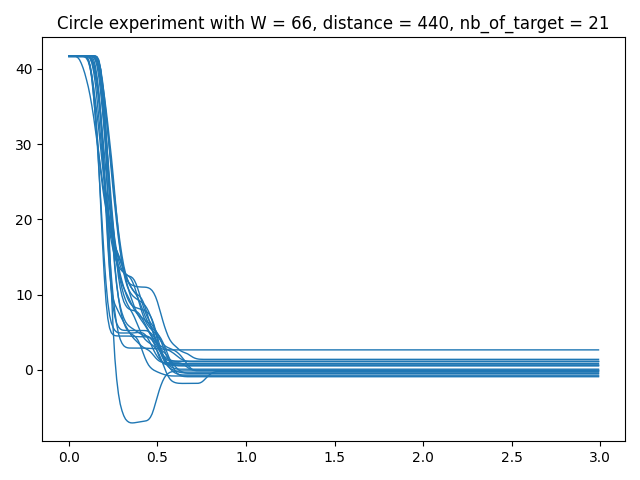 Circle experiment with W = 66, distance = 440, nb_of_target = 21
40
30
20
10
0
0.0 0.5 1.0 1.5 2.0 2.5 3.0